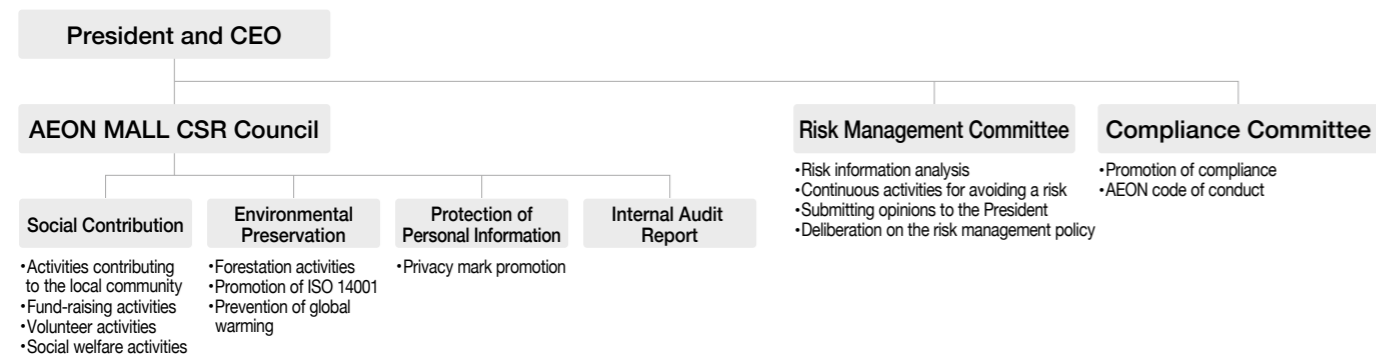 President and CEO
AEON MALL CSR Council
Risk Management Committee
Compliance Committee
•Risk information analysis
•Continuous activities for avoiding a risk
•Submitting opinions to the President
•Deliberation on the risk management policy
•Promotion of compliance
•AEON code of conduct
Social Contribution
•Activities contributing
to the local community
•Fund-raising activities
•Volunteer activities
•Social welfare activities
Environmental
Preservation
•Forestation activities
•Promotion of ISO 14001
•Prevention of global
warming
Protection of
Personal Information
•Privacy mark promotion
Internal Audit
Report